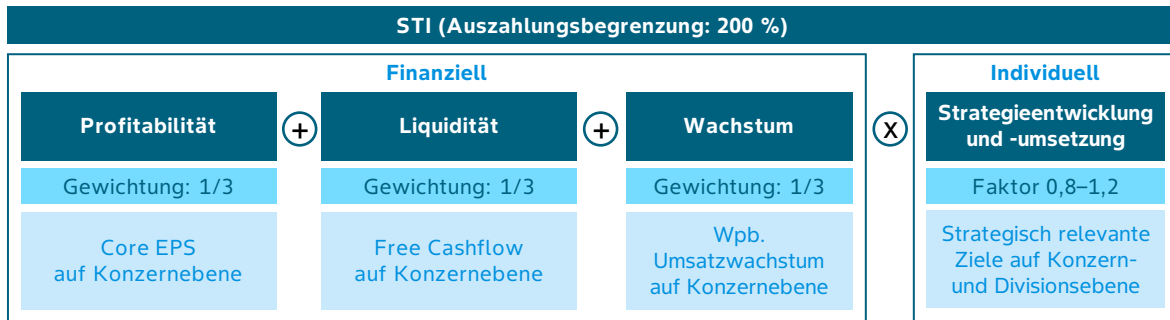 STI (Auszahlungsbegrenzung: 200 %)
Finanziell
Individuell
Profitabilität
+
Liquidität
+
Wachstum
x
Strategieentwicklung
und -umsetzung
Gewichtung: 1/3
Gewichtung: 1/3
Gewichtung: 1/3
Faktor 0,8–1,2
Core EPS
auf Konzernebene
Free Cashflow
auf Konzernebene
Wpb.
Umsatzwachstum
auf Konzernebene
Strategisch relevante
Ziele auf Konzern-
und Divisionsebene